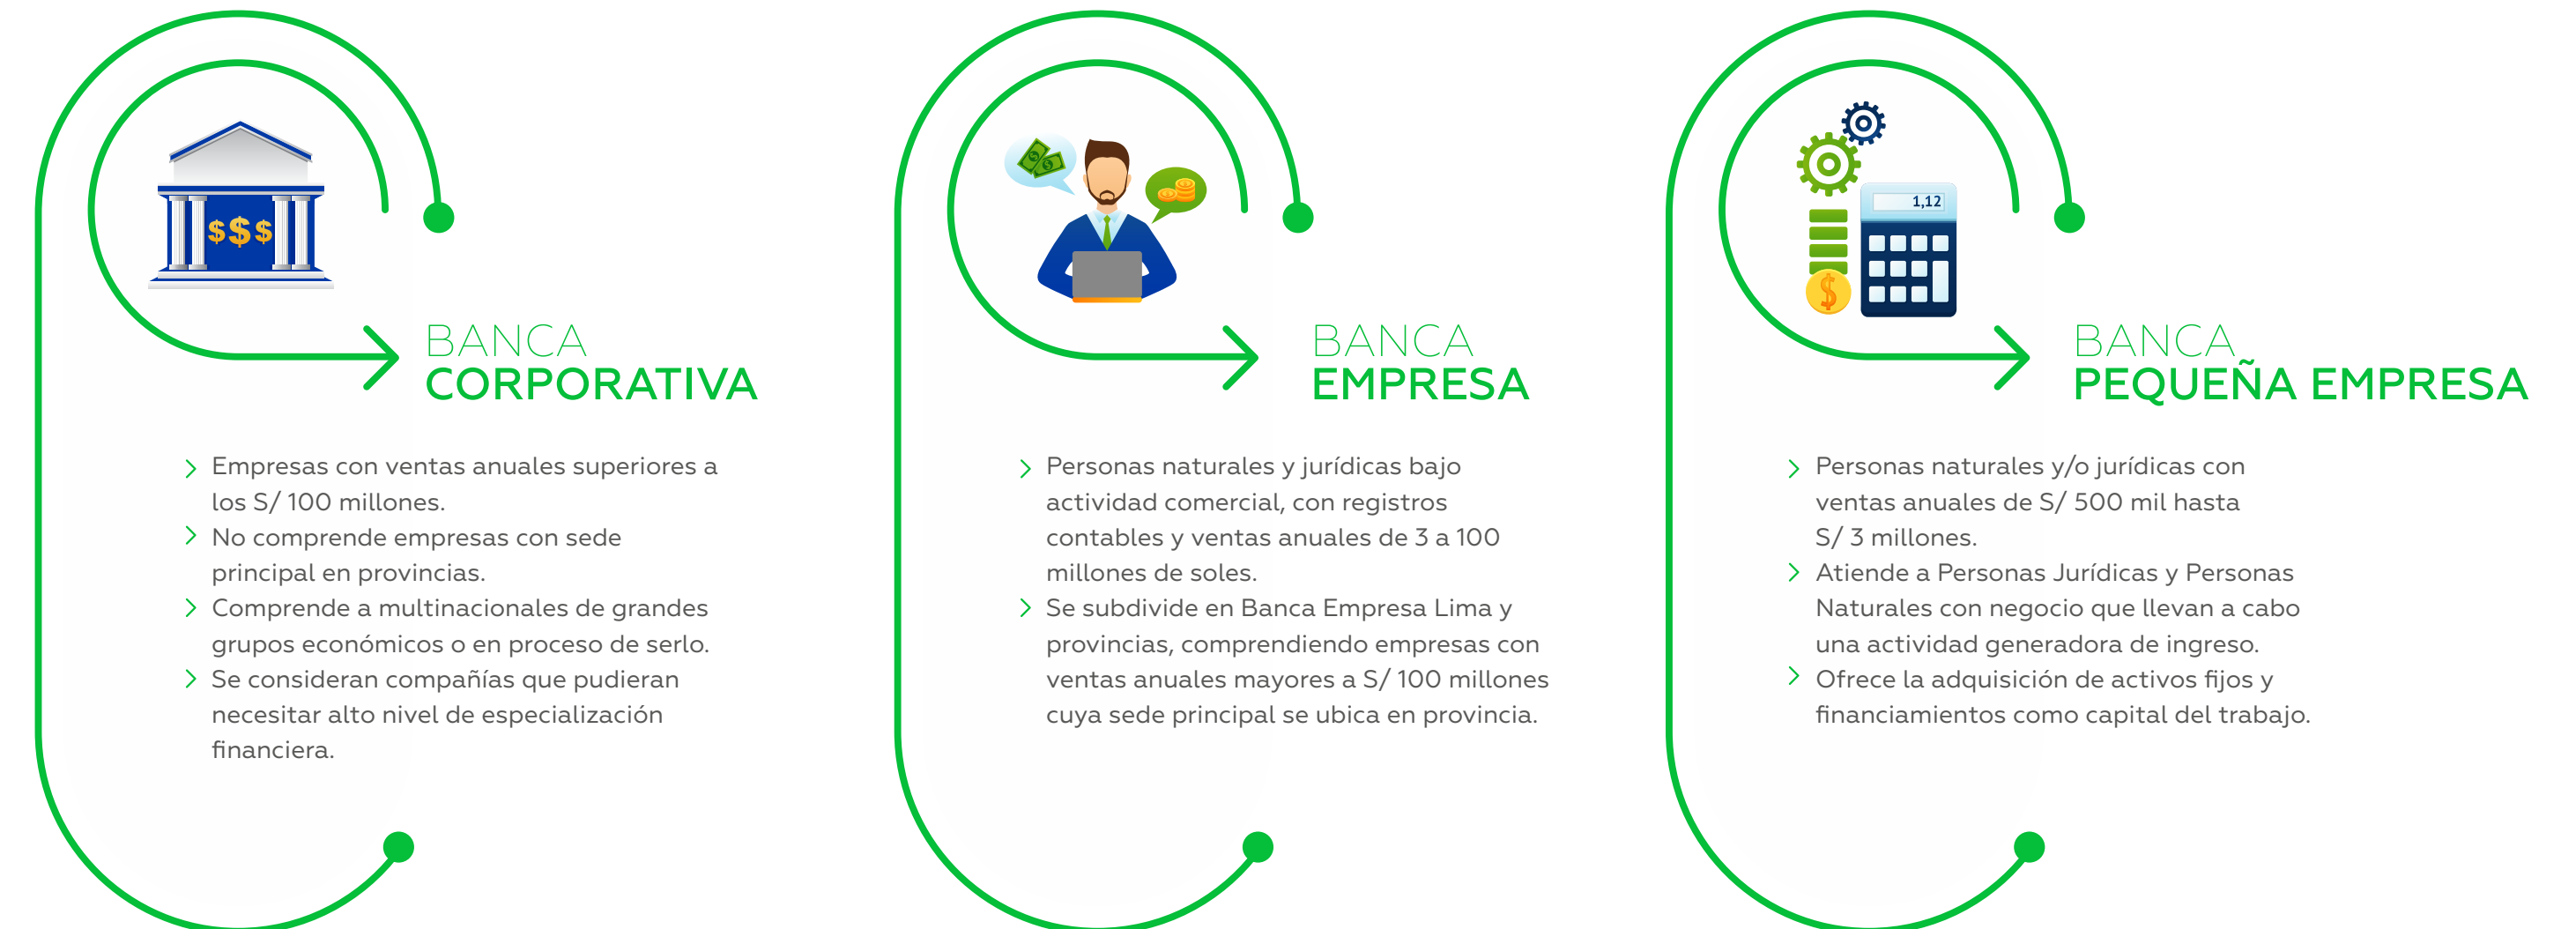 $$$
BANCA
CORPORATIVA
Empresas con ventas anuales superiores a
los S/ 100 millones.
No comprende empresas con sede
principal en provincias.
Comprende a multinacionales de grandes
grupos económicos o en proceso de serlo.
Se consideran compañías que pudieran
necesitar alto nivel de especialización
financiera.
BANCA
EMPRESA
Personas naturales y jurídicas bajo
actividad comercial, con registros
contables y ventas anuales de 3 a 100
millones de soles.
Se subdivide en Banca Empresa Lima y
provincias, comprendiendo empresas con
ventas anuales mayores a S/ 100 millones
cuya sede principal se ubica en provincia.
1,12
$
BANCA
PEQUEÑA EMPRESA
Personas naturales y/o jurídicas con
ventas anuales de S/ 500 mil hasta
S/ 3 millones.
Atiende a Personas Jurídicas y Personas
Naturales con negocio que llevan a cabo
una actividad generadora de ingreso.
Ofrece la adquisición de activos fijos y
financiamientos como capital del trabajo.